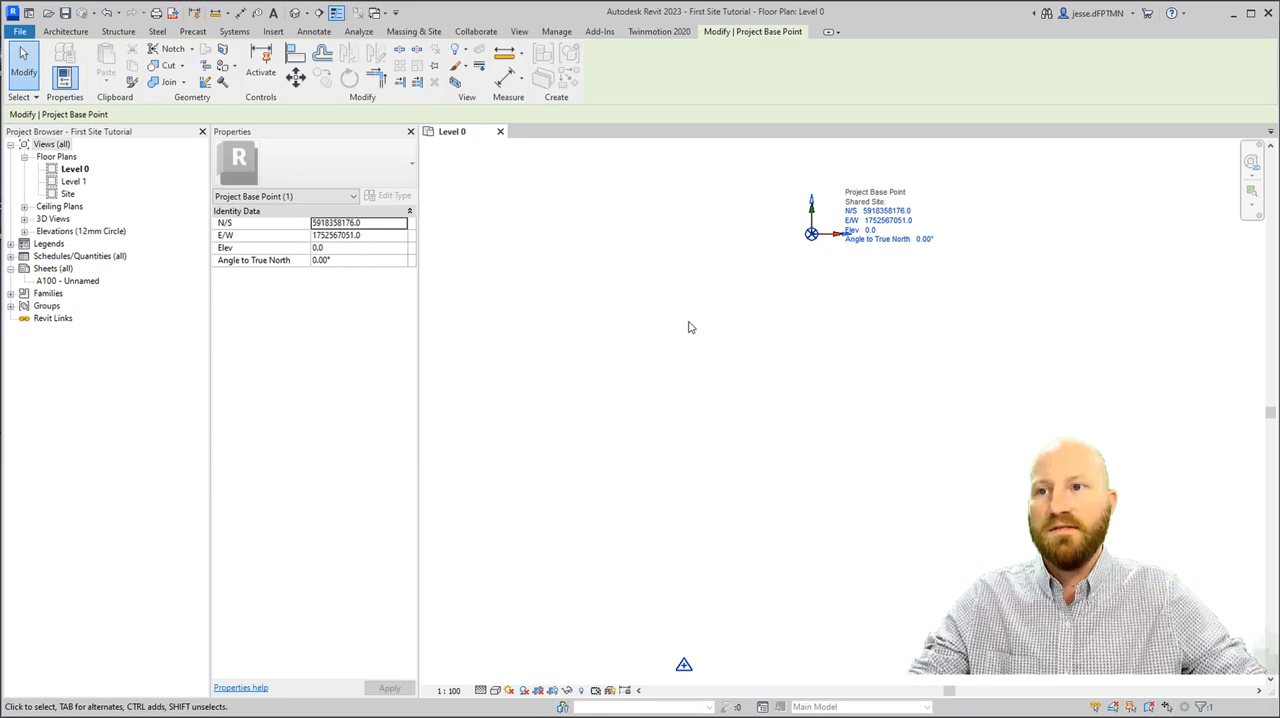 Autodesk Revit 2023 - First Site Tutorial - Floor Plan: Level 0
jesse.dFPTMN
File Architecture Structure Steel Precast Systems Insert Annotate Analyze Massing & Site Collaborate View Manage Add-Ins Twinmotion 2020 Modify | Project Base Point
Modify
Paste
Notch
Cut
Join
Activate
Select Properties Clipboard Geometry Controls Modify View Measure Create
Modify | Project Base Point
Project Browser - First Site Tutorial
Views (all)
Floor Plans
Level 0
Level 1
Site
Ceiling Plans
3D Views
Elevations (12mm Circle)
Legends
Schedules/Quantities (all)
Sheets (all)
A100 - Unnamed
Families
Groups
Revit Links
Properties
R
Project Base Point (1) Edit Type
Identity Data
N/S 5918358176.0
E/W 1752567051.0
Elev 0.0
Angle to True North 0.00°
Properties help Apply
Level 0
Project Base Point
Shared Site:
N/S 5918358176.0
E/W 1752567051.0
Elev 0.0
Angle to True North 0.00°
1 : 100
Click to select, TAB for alternates, CTRL adds, SHIFT unselects. :0 Main Model :1